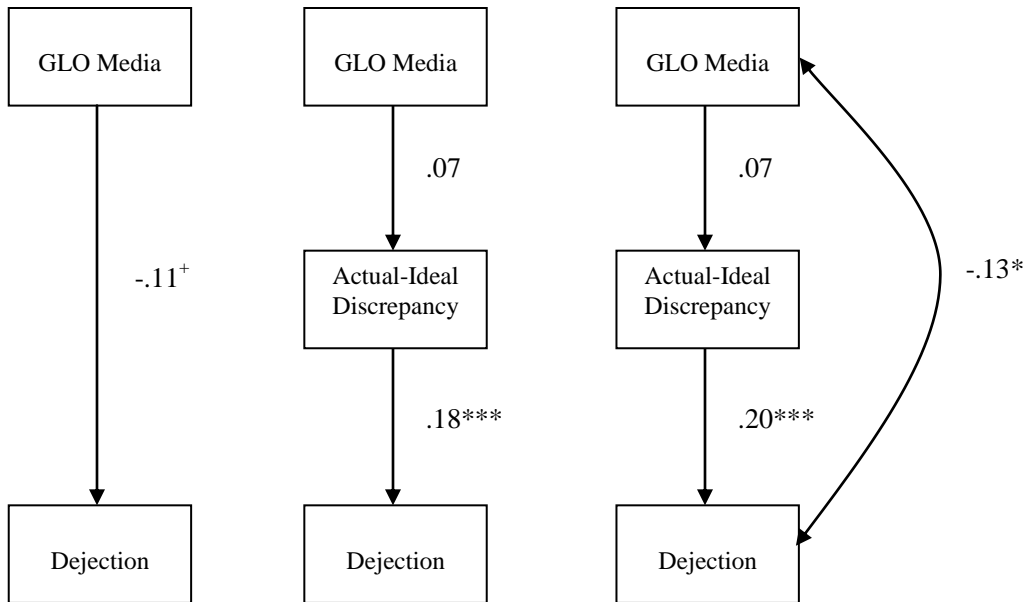 GLO Media
GLO Media
GLO Media
.07
.07
-.11+
Actual-Ideal
Discrepancy
Actual-Ideal
Discrepancy
-.13*
.18***
.20***
Dejection
Dejection
Dejection